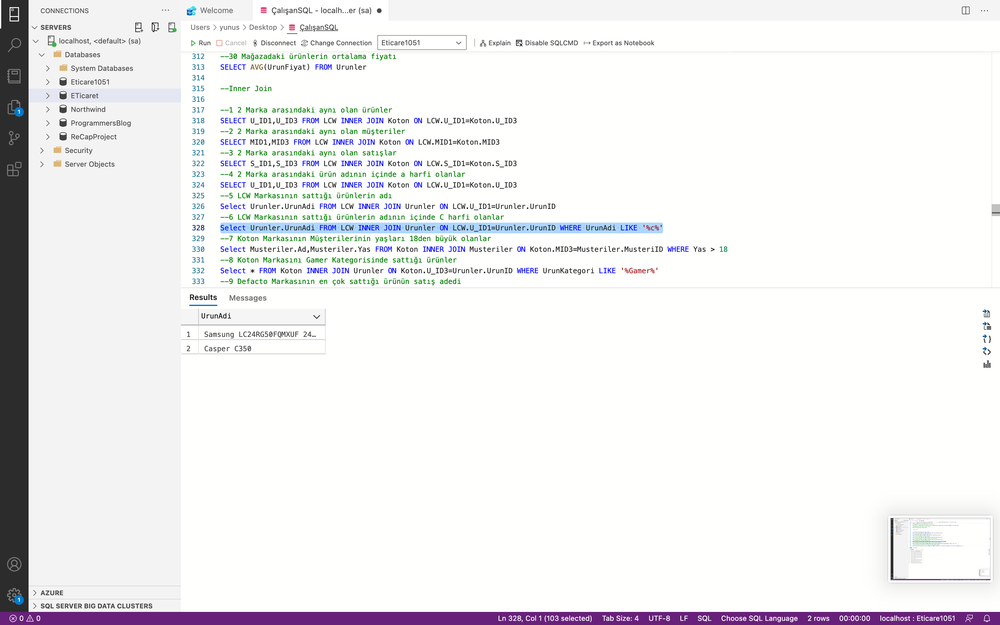 CONNECTIONS
SERVERS
localhost, <default> (sa)
Databases
System Databases
Eticare1051
ETicaret
Northwind
ProgrammersBlog
ReCapProject
Security
Server Objects
AZURE
SQL SERVER BIG DATA CLUSTERS
1
1
Welcome
ÇalışanSQL - localh...er (sa)
Users > yunus > Desktop > ÇalışanSQL
Run Cancel Disconnect Change Connection Eticare1051 Explain Disable SQLCMD Export as Notebook
312 --30 Mağazadaki ürünlerin ortalama fiyatı
313 SELECT AVG(UrunFiyat) FROM Urunler
314
315 --Inner Join
316
317 --1 2 Marka arasındaki aynı olan ürünler
318 SELECT U_ID1,U_ID3 FROM LCW INNER JOIN Koton ON LCW.U_ID1=Koton.U_ID3
319 --2 2 Marka arasındaki aynı olan müşteriler
320 SELECT MID1,MID3 FROM LCW INNER JOIN Koton ON LCW.MID1=Koton.MID3
321 --3 2 Marka arasındaki aynı olan satışlar
322 SELECT S_ID1,S_ID3 FROM LCW INNER JOIN Koton ON LCW.S_ID1=Koton.S_ID3
323 --4 2 Marka arasındaki ürün adının içinde a harfi olanlar
324 SELECT U_ID1,U_ID3 FROM LCW INNER JOIN Koton ON LCW.U_ID1=Koton.U_ID3
325 --5 LCW Markasının sattığı ürünlerin adı
326 Select Urunler.UrunAdi FROM LCW INNER JOIN Urunler ON LCW.U_ID1=Urunler.UrunID
327 --6 LCW Markasının sattığı ürünlerin adının içinde C harfi olanlar
328 Select Urunler.UrunAdi FROM LCW INNER JOIN Urunler ON LCW.U_ID1=Urunler.UrunID WHERE UrunAdi LIKE '%c%'
329 --7 Koton Markasının Müşterilerinin yaşları 18den büyük olanlar
330 Select Musteriler.Ad,Musteriler.Yas FROM Koton INNER JOIN Musteriler ON Koton.MID3=Musteriler.MusteriID WHERE Yas > 18
331 --8 Koton Markasını Gamer Kategorisinde sattığı ürünler
332 Select * FROM Koton INNER JOIN Urunler ON Koton.U_ID3=Urunler.UrunID WHERE UrunKategori LIKE '%Gamer%'
333 --9 Defacto Markasının en çok sattığı ürünün satış adedi
Results Messages
UrunAdi
1 Samsung LC24RG50FQMXUF 24…
2 Casper C350
0 0
Ln 328, Col 1 (103 selected) Tab Size: 4 UTF-8 LF SQL Choose SQL Language 2 rows 00:00:00 localhost : Eticare1051